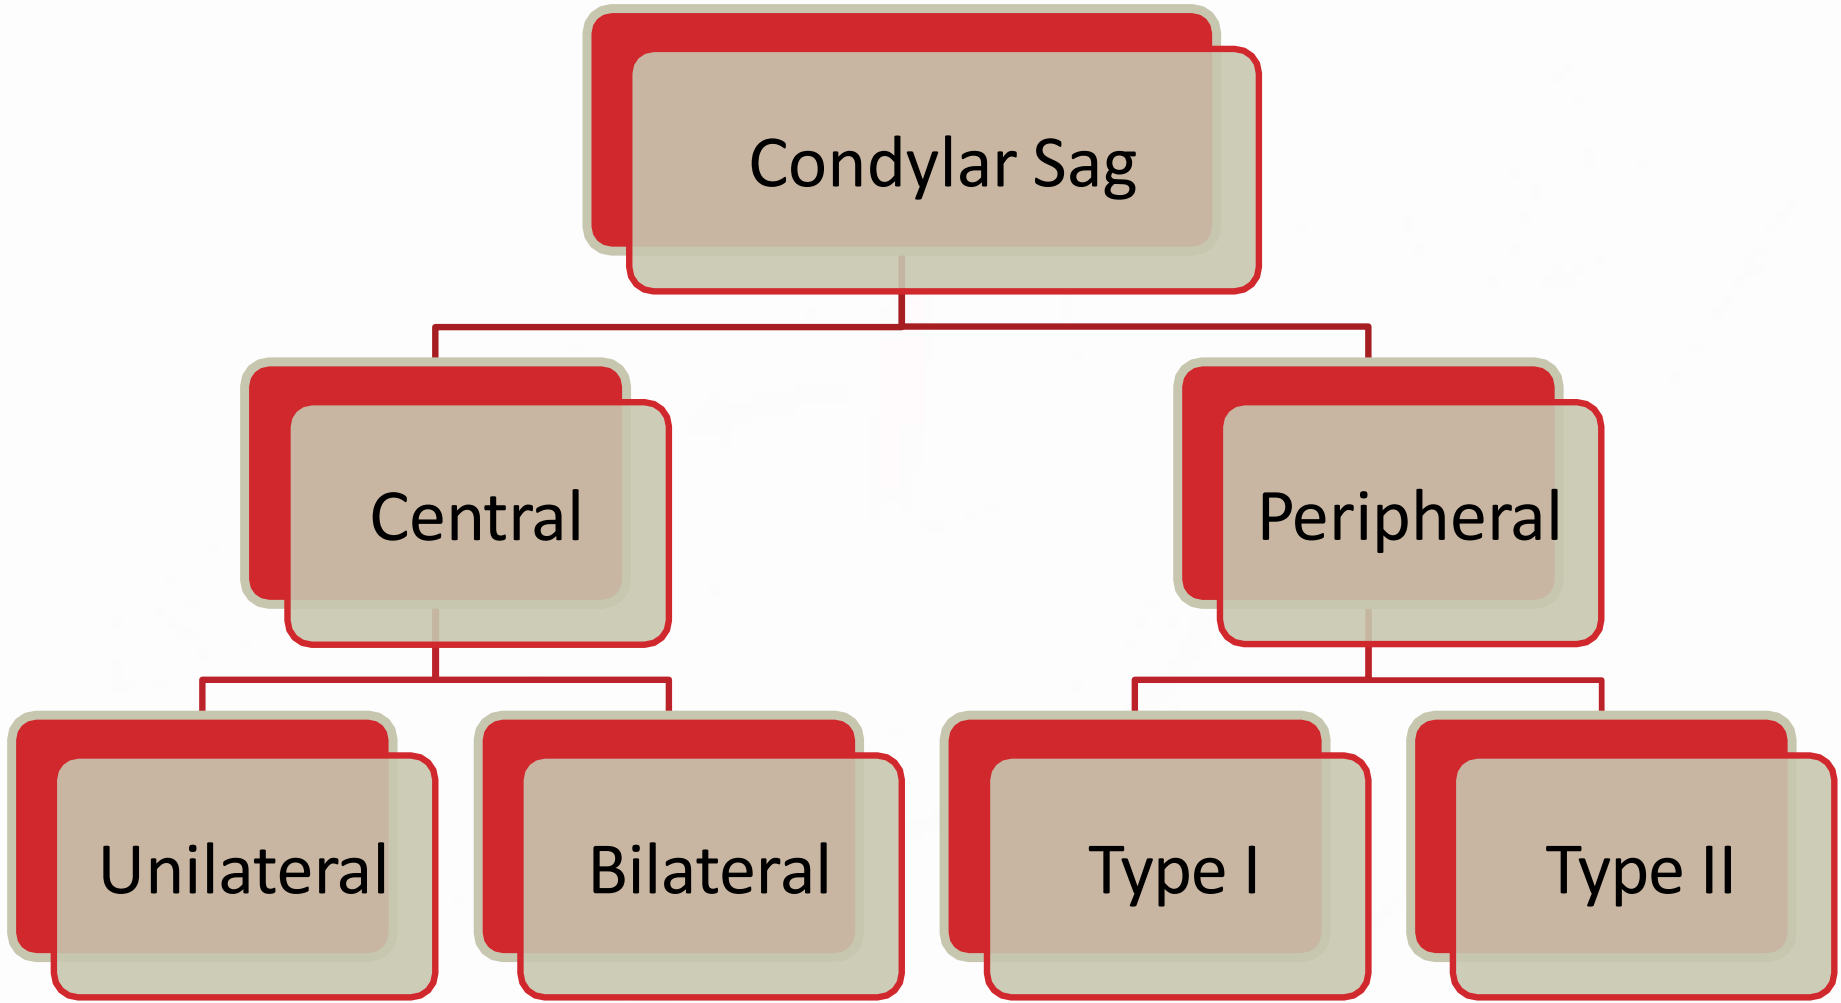 Condylar Sag
Central
Peripheral
Unilateral
Bilateral
Type I
Type II